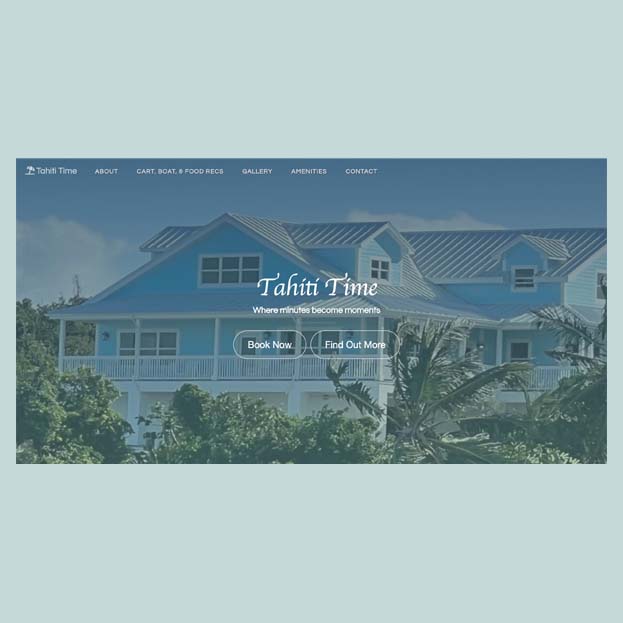 Tahiti Time ABOUT CART, BOAT, & FOOD RECS GALLERY AMENITIES CONTACT
Tahiti Time
Where minutes become moments
Book Now Find Out More